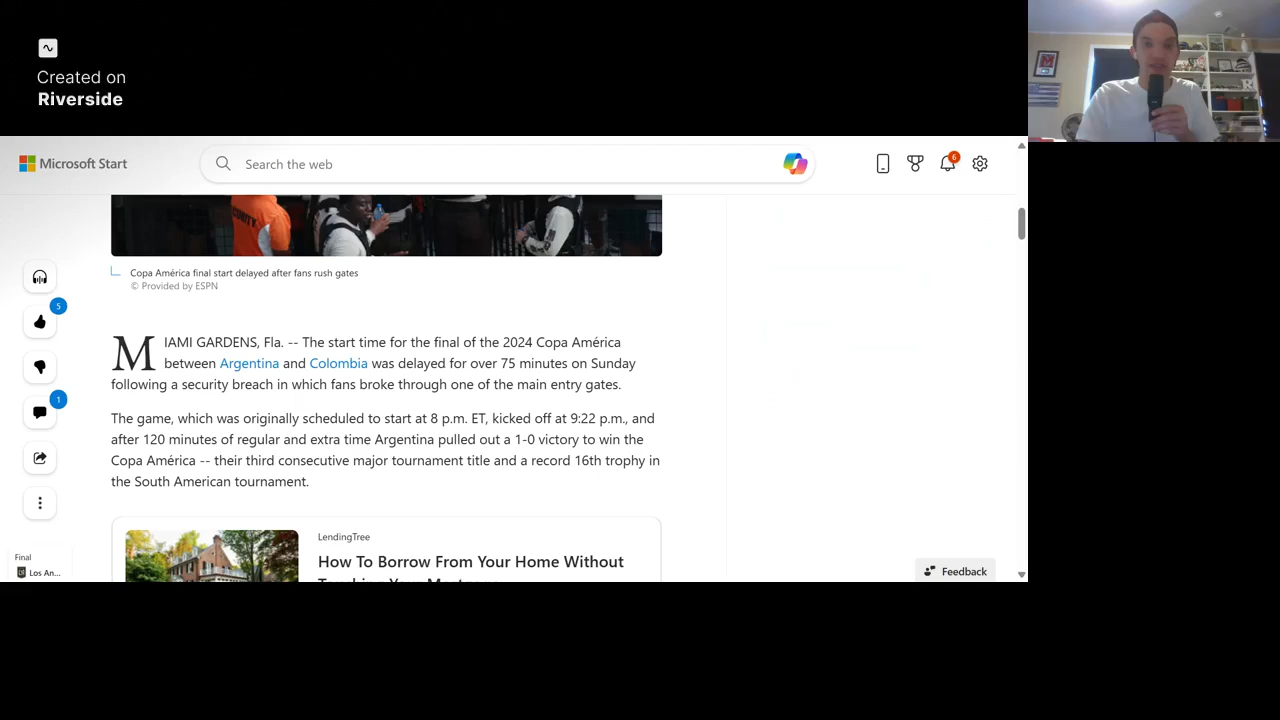 Created on
Riverside
Microsoft Start
Search the web
6
Copa América final start delayed after fans rush gates
© Provided by ESPN
5
1
MIAMI GARDENS, Fla. -- The start time for the final of the 2024 Copa América
between Argentina and Colombia was delayed for over 75 minutes on Sunday
following a security breach in which fans broke through one of the main entry gates.
The game, which was originally scheduled to start at 8 p.m. ET, kicked off at 9:22 p.m., and
after 120 minutes of regular and extra time Argentina pulled out a 1-0 victory to win the
Copa América -- their third consecutive major tournament title and a record 16th trophy in
the South American tournament.
LendingTree
How To Borrow From Your Home Without
Final
Los An...
Feedback